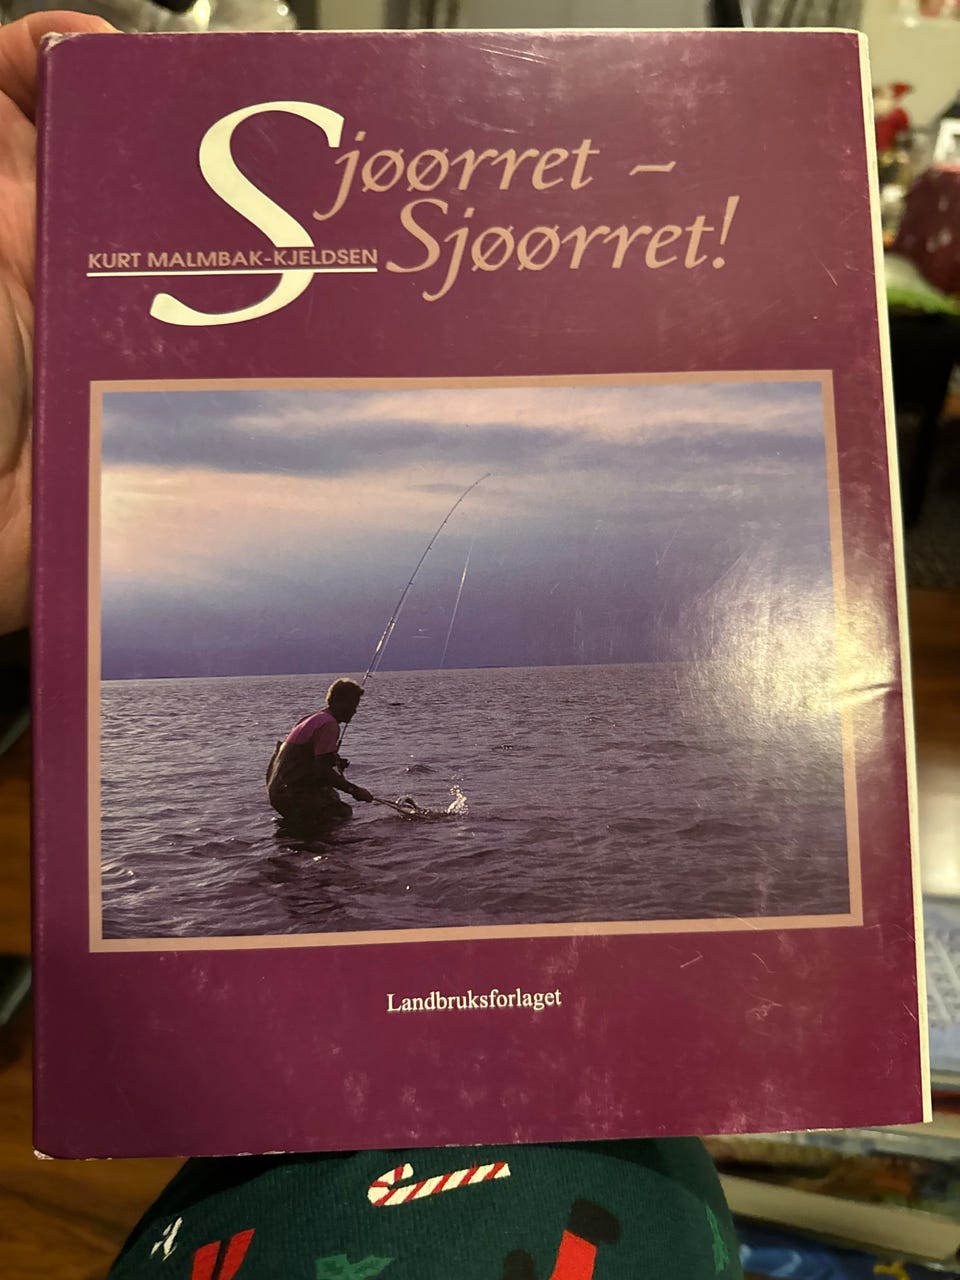 Sjøørret –
Sjøørret!
KURT MALMBAK-KJELDSEN
Landbruksforlaget